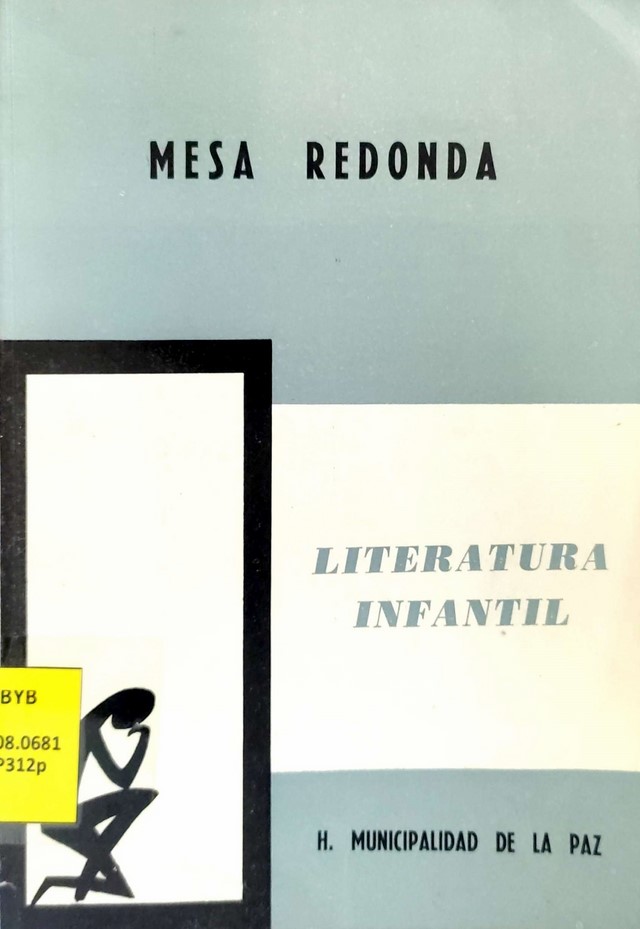 MESA REDONDA
LITERATURA
INFANTIL
BYB
08.0681
P312p
H. MUNICIPALIDAD DE LA PAZ